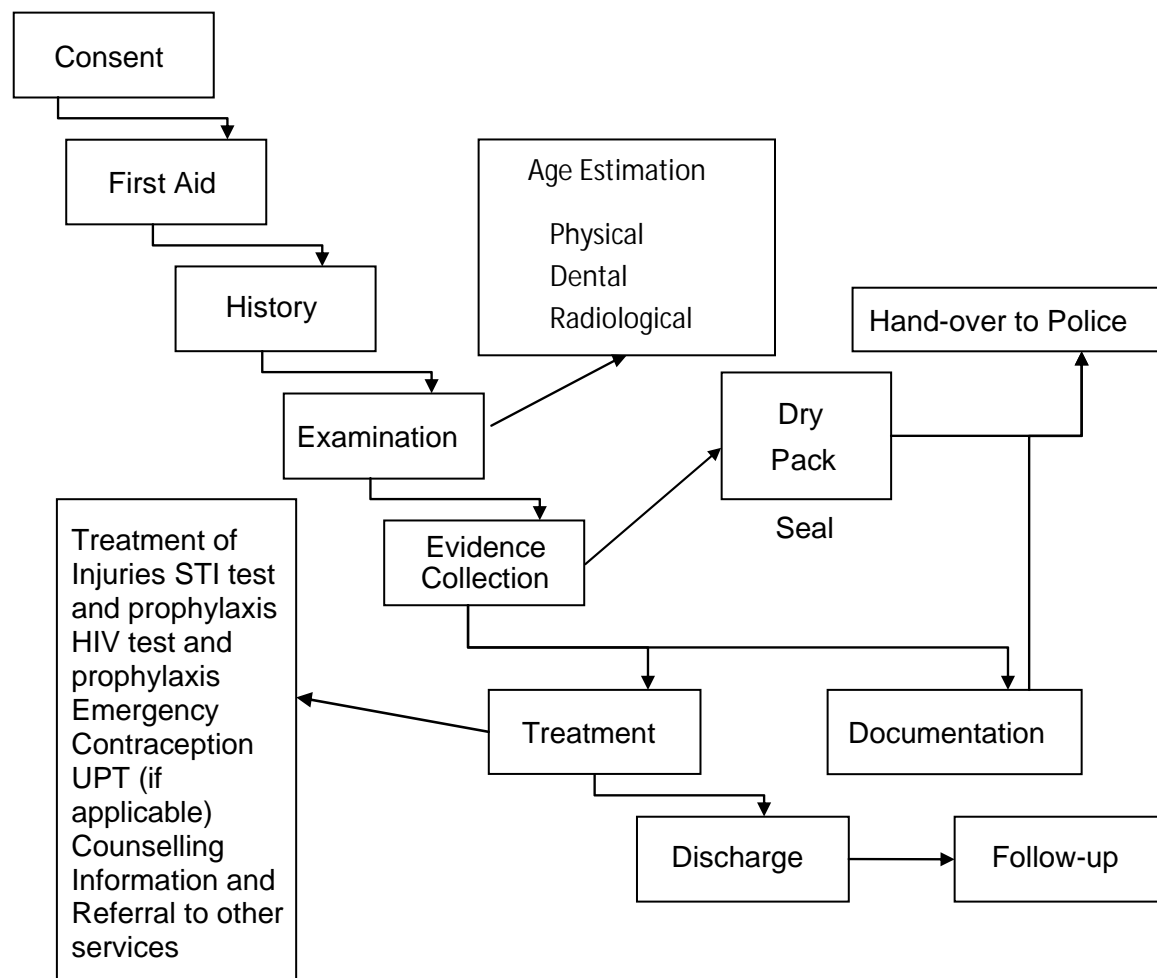 Consent
First Aid
Age Estimation
Physical
Dental
Radiological
History
Hand-over to Police
Examination
Dry
Pack
Seal
Evidence
Collection
Treatment of
Injuries STI test
and prophylaxis
HIV test and
prophylaxis
Emergency
Contraception
UPT (if
applicable)
Counselling
Information and
Referral to other
services
Treatment
Documentation
Discharge
Follow-up